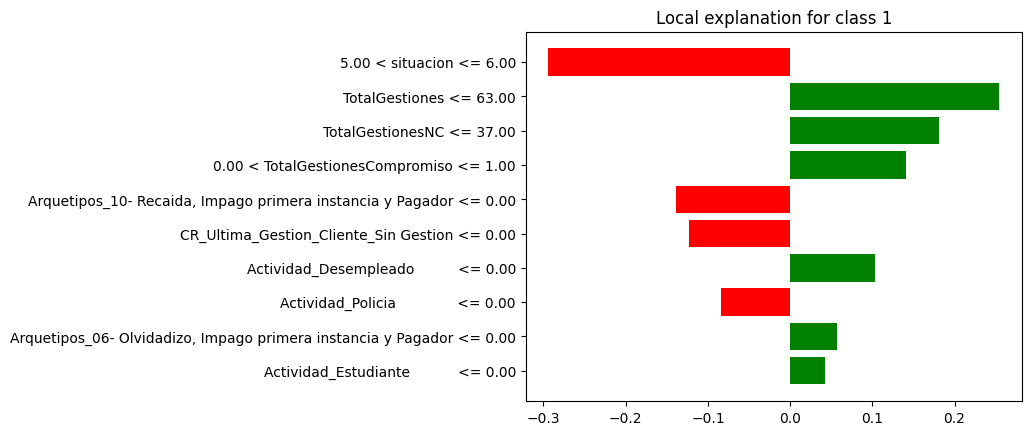 Local explanation for class 1
5.00 < situacion <= 6.00
TotalGestiones <= 63.00
TotalGestionesNC <= 37.00
0.00 < TotalGestionesCompromiso <= 1.00
Arquetipos_10- Recaida, Impago primera instancia y Pagador <= 0.00
CR_Ultima_Gestion_Cliente_Sin Gestion <= 0.00
Actividad_Desempleado          <= 0.00
Actividad_Policia              <= 0.00
Arquetipos_06- Olvidadizo, Impago primera instancia y Pagador <= 0.00
Actividad_Estudiante           <= 0.00
−0.3 −0.2 −0.1 0.0 0.1 0.2